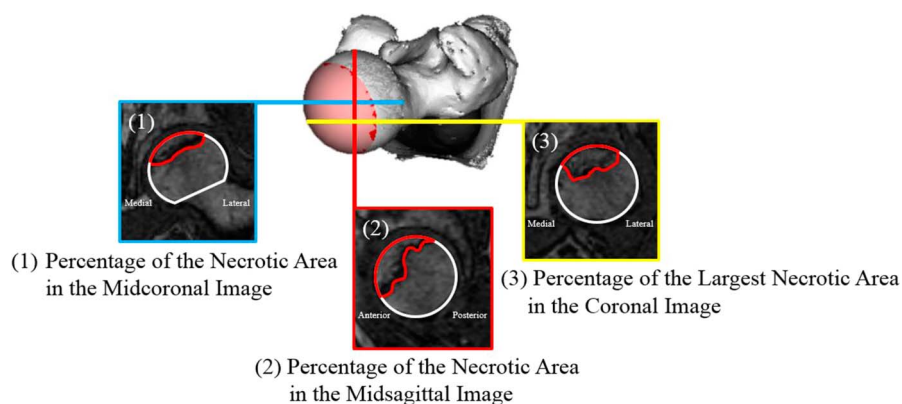 (1)
Medial
Lateral
(1) Percentage of the Necrotic Area
in the Midcoronal Image
(2)
Anterior
Posterior
(2) Percentage of the Necrotic Area
in the Midsagittal Image
(3)
Medial
Lateral
(3) Percentage of the Largest Necrotic Area
in the Coronal Image